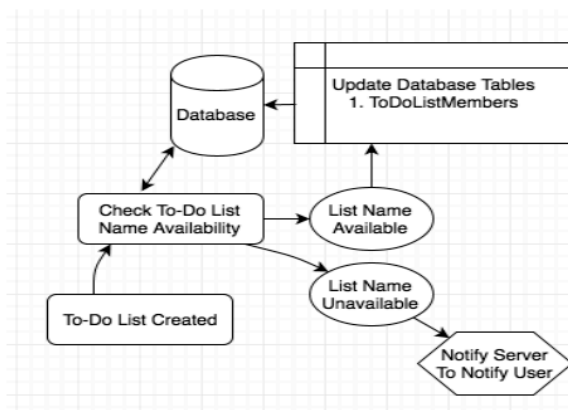 Update Database Tables
1. ToDoListMembers
Database
Check To-Do List
Name Availability
List Name
Available
List Name
Unavailable
To-Do List Created
Notify Server
To Notify User